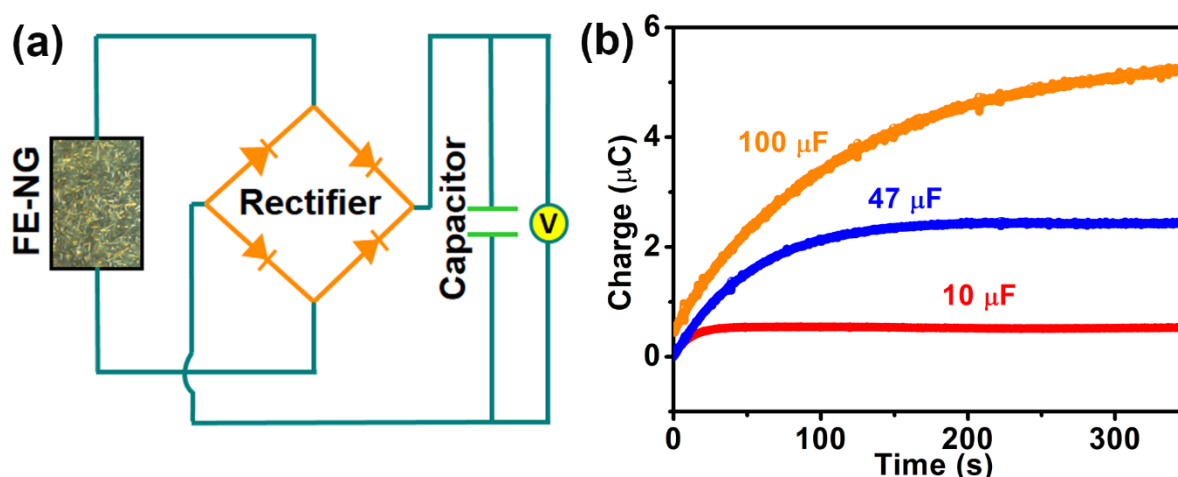 (a)
FE-NG
Rectifier
Capacitor
V
(b)
Charge (μC)
6
4
2
0
100 μF
47 μF
10 μF
0
100
200
300
Time (s)